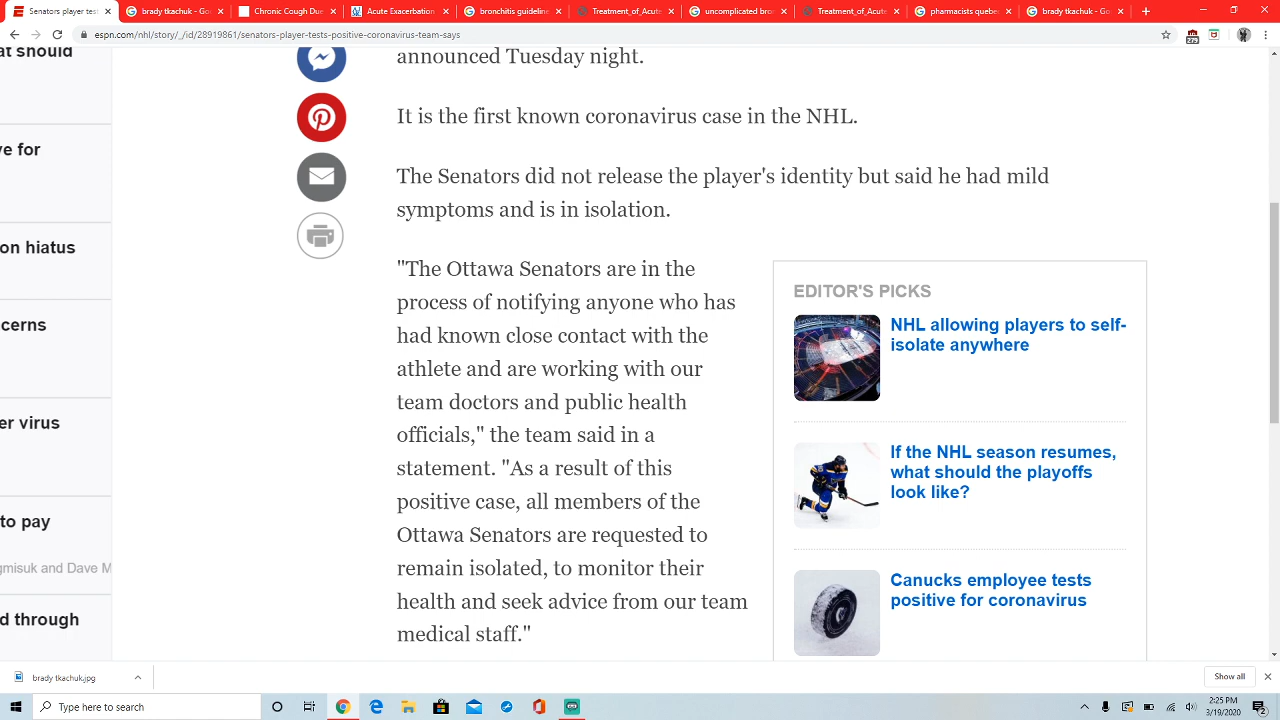 Senators player tests
brady tkachuk - Go
Chronic Cough Due
Acute Exacerbation
bronchitis guideline
Treatment_of_Acute
uncomplicated bro
Treatment_of_Acute
pharmacists quebec
brady tkachuk - Go
espn.com/nhl/story/_/id/28919861/senators-player-tests-positive-coronavirus-team-says
at should
ve for
on hiatus
cerns
er virus
to pay
gmisuk and Dave M
d through
announced Tuesday night.
It is the first known coronavirus case in the NHL.
The Senators did not release the player's identity but said he had mild
symptoms and is in isolation.
"The Ottawa Senators are in the
process of notifying anyone who has
had known close contact with the
athlete and are working with our
team doctors and public health
officials," the team said in a
statement. "As a result of this
positive case, all members of the
Ottawa Senators are requested to
remain isolated, to monitor their
health and seek advice from our team
medical staff."
EDITOR'S PICKS
NHL allowing players to self-
isolate anywhere
If the NHL season resumes,
what should the playoffs
look like?
Canucks employee tests
positive for coronavirus
brady tkachuk.jpg
Show all
Type here to search
2:25 PM
3/19/2020